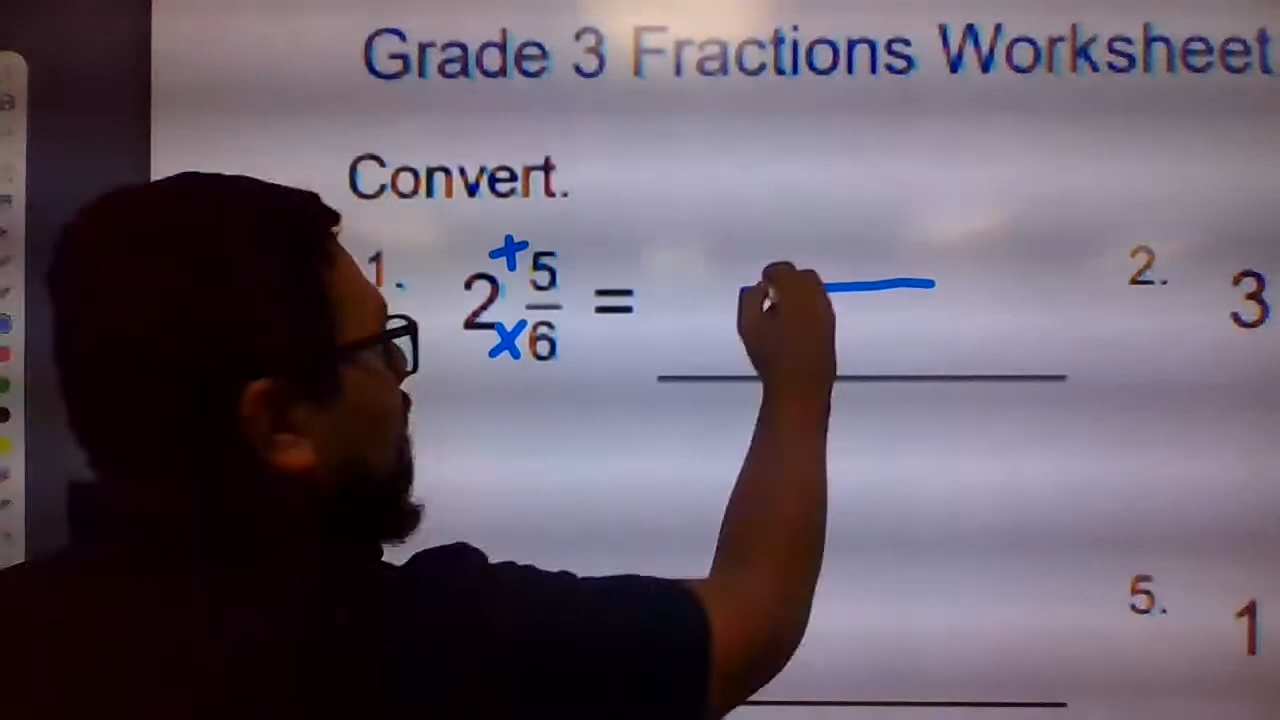 Grade 3 Fractions Worksheet
Convert.
1. 2 + 5/6 = 2. 3
x
5. 1